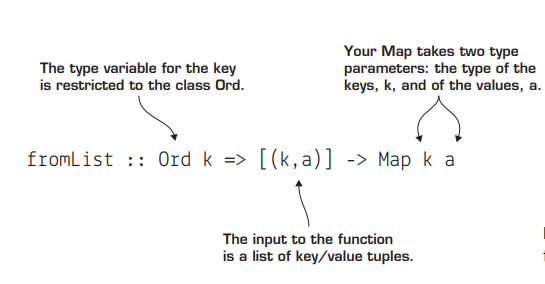 Your Map takes two type
parameters: the type of the
keys, k, and of the values, a.
The type variable for the key
is restricted to the class Ord.
fromList :: Ord k => [(k,a)] -> Map k a
The input to the function
is a list of key/value tuples.